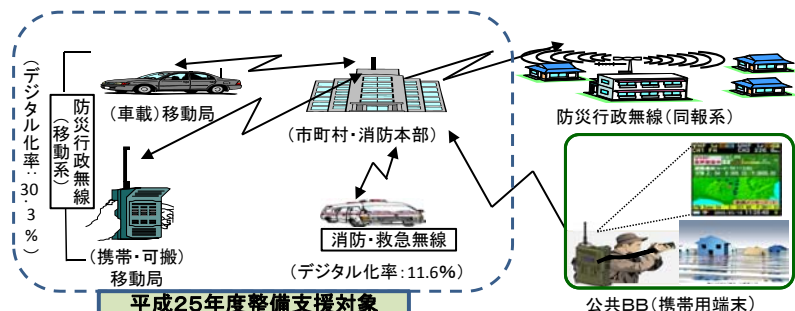 （デジタル化率：30.3％）
防災行政無線
（移動系）
（車載）移動局
（携帯・可搬）
移動局
（市町村・消防本部）
消防・救急無線
（デジタル化率：11.6％）
平成25年度整備支援対象
防災行政無線（同報系）
公共BB（携帯用端末）